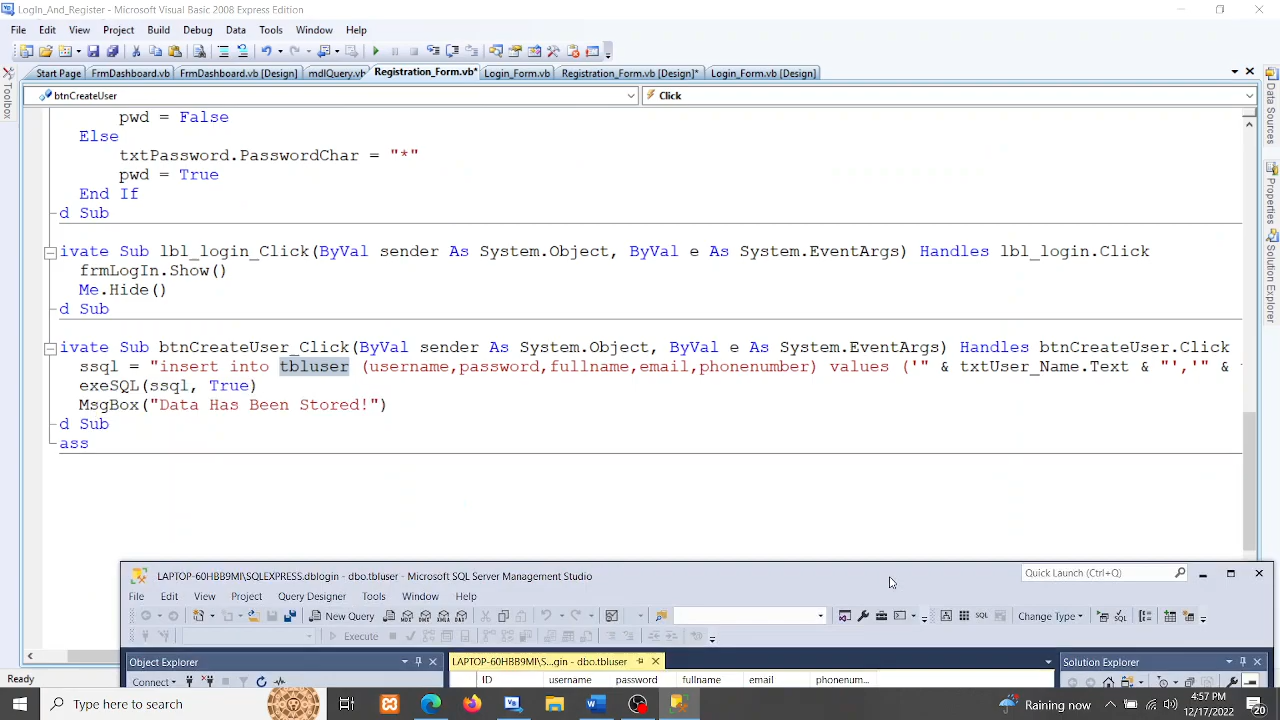 LogIn_And_Register - Microsoft Visual Basic 2008 Express Edition
File Edit View Project Build Debug Data Tools Window Help
Start Page FrmDashboard.vb FrmDashboard.vb [Design] mdlQuery.vb Registration_Form.vb* Login_Form.vb Registration_Form.vb [Design]* Login_Form.vb [Design]
Toolbox
btnCreateUser Click
Data Sources
Properties
Solution Explorer
pwd = False
Else
txtPassword.PasswordChar = "*"
pwd = True
End If
d Sub
ivate Sub lbl_login_Click(ByVal sender As System.Object, ByVal e As System.EventArgs) Handles lbl_login.Click
frmLogIn.Show()
Me.Hide()
d Sub
ivate Sub btnCreateUser_Click(ByVal sender As System.Object, ByVal e As System.EventArgs) Handles btnCreateUser.Click
ssql = "insert into tbluser (username,password,fullname,email,phonenumber) values ('" & txtUser_Name.Text & "','" &
exeSQL(ssql, True)
MsgBox("Data Has Been Stored!")
d Sub
ass
LAPTOP-60HBB9MI\SQLEXPRESS.dblogin - dbo.tbluser - Microsoft SQL Server Management Studio
Quick Launch (Ctrl+Q)
File Edit View Project Query Designer Tools Window Help
New Query
Change Type
Execute
Object Explorer
LAPTOP-60HBB9MI\S...gin - dbo.tbluser
Solution Explorer
Connect
ID username password fullname email phonenum...
Ready
Type here to search
Raining now
4:57 PM
12/17/2022
20